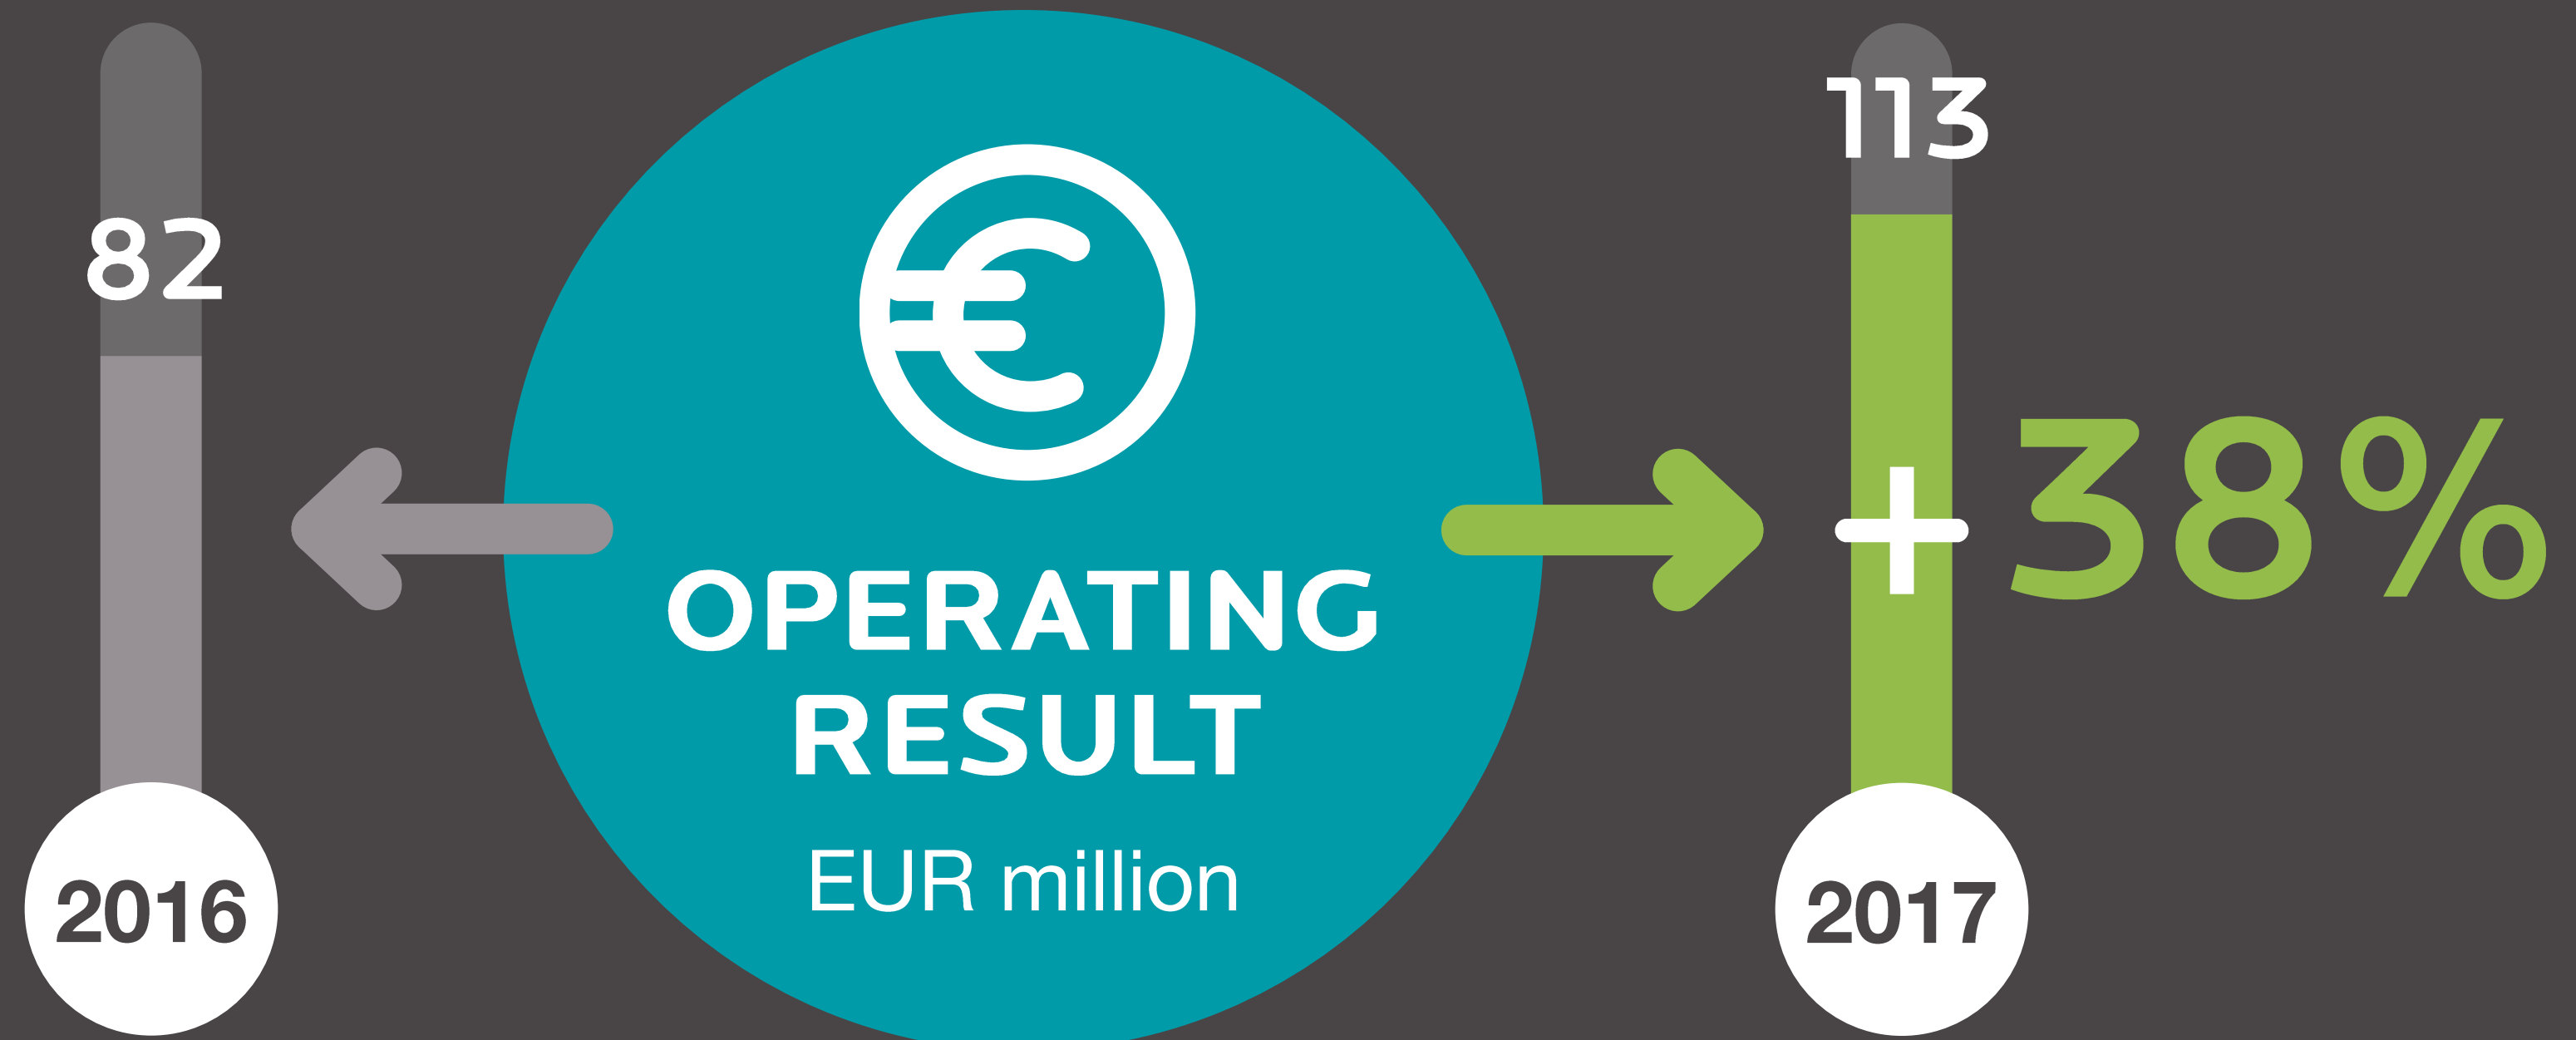 82
2016
€
OPERATING
RESULT
EUR million
113
+38%
2017